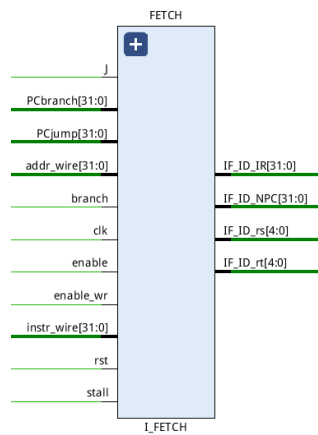 FETCH
J
PCbranch[31:0]
PCjump[31:0]
addr_wire[31:0]
branch
clk
enable
enable_wr
instr_wire[31:0]
rst
stall
IF_ID_IR[31:0]
IF_ID_NPC[31:0]
IF_ID_rs[4:0]
IF_ID_rt[4:0]
I_FETCH